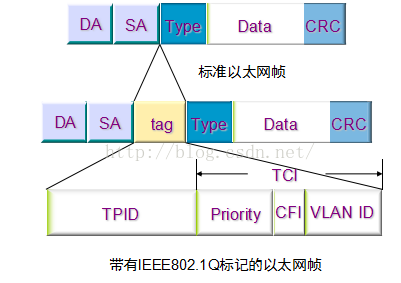 DA SA Type Data CRC
标准以太网帧
DA SA tag Type Data CRC
http://blog.csdn.net/
TCI
TPID Priority CFI VLAN ID
带有IEEE802.1Q标记的以太网帧